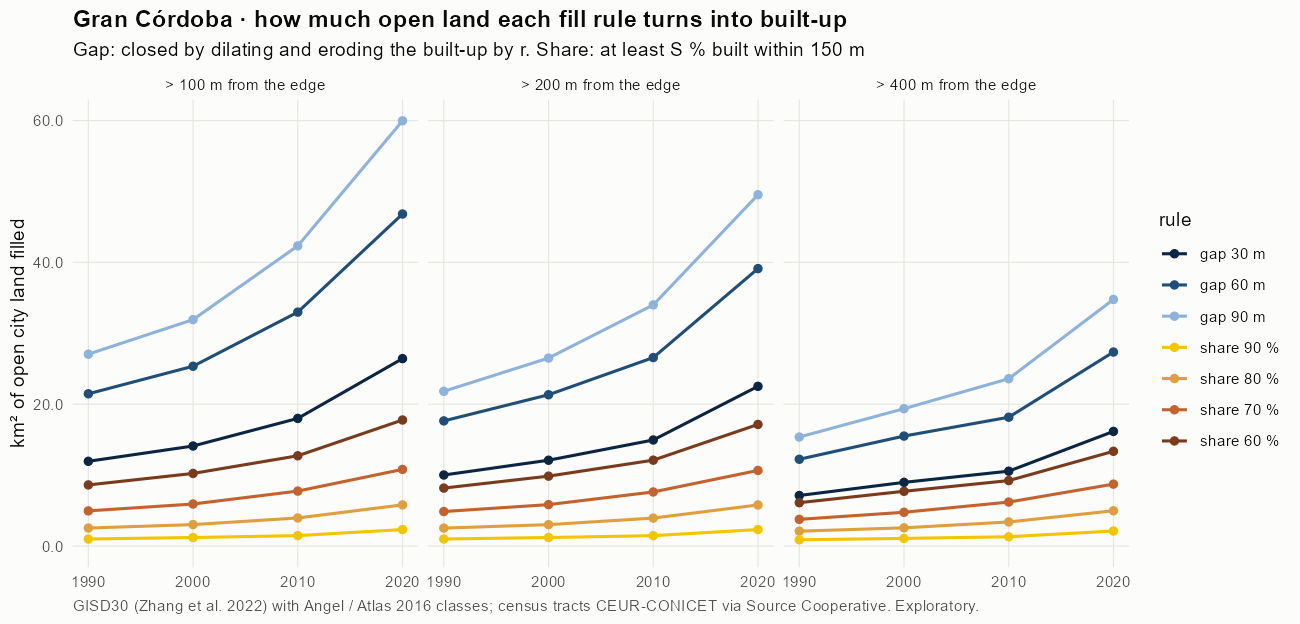 Gran Córdoba · how much open land each fill rule turns into built-up
Gap: closed by dilating and eroding the built-up by r. Share: at least S % built within 150 m
> 100 m from the edge
> 200 m from the edge
> 400 m from the edge
km² of open city land filled
60.0
40.0
20.0
0.0
1990 2000 2010 2020
1990 2000 2010 2020
1990 2000 2010 2020
rule
gap 30 m
gap 60 m
gap 90 m
share 90 %
share 80 %
share 70 %
share 60 %
GISD30 (Zhang et al. 2022) with Angel / Atlas 2016 classes; census tracts CEUR-CONICET via Source Cooperative. Exploratory.